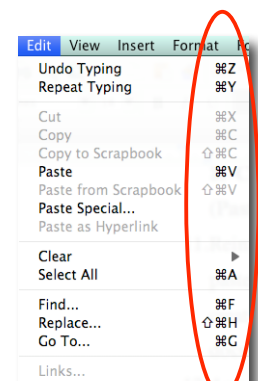 Edit View Insert Format
Undo Typing ⌘Z
Repeat Typing ⌘Y
Cut ⌘X
Copy ⌘C
Copy to Scrapbook ⇧⌘C
Paste ⌘V
Paste from Scrapbook ⇧⌘V
Paste Special...
Paste as Hyperlink
Clear ▶
Select All ⌘A
Find... ⌘F
Replace... ⇧⌘H
Go To... ⌘G
Links...